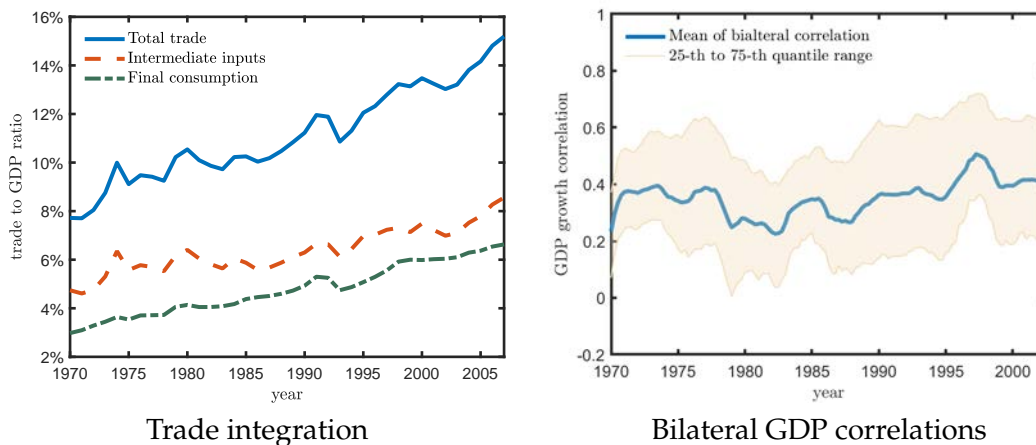 Total trade
Intermediate inputs
Final consumption
16%
14%
12%
10%
8%
6%
4%
2%
trade to GDP ratio
1970 1975 1980 1985 1990 1995 2000 2005
year
Trade integration
Mean of bialteral correlation
25-th to 75-th quantile range
1
0.8
0.6
0.4
0.2
0
-0.2
GDP growth correlation
1970 1975 1980 1985 1990 1995 2000
year
Bilateral GDP correlations